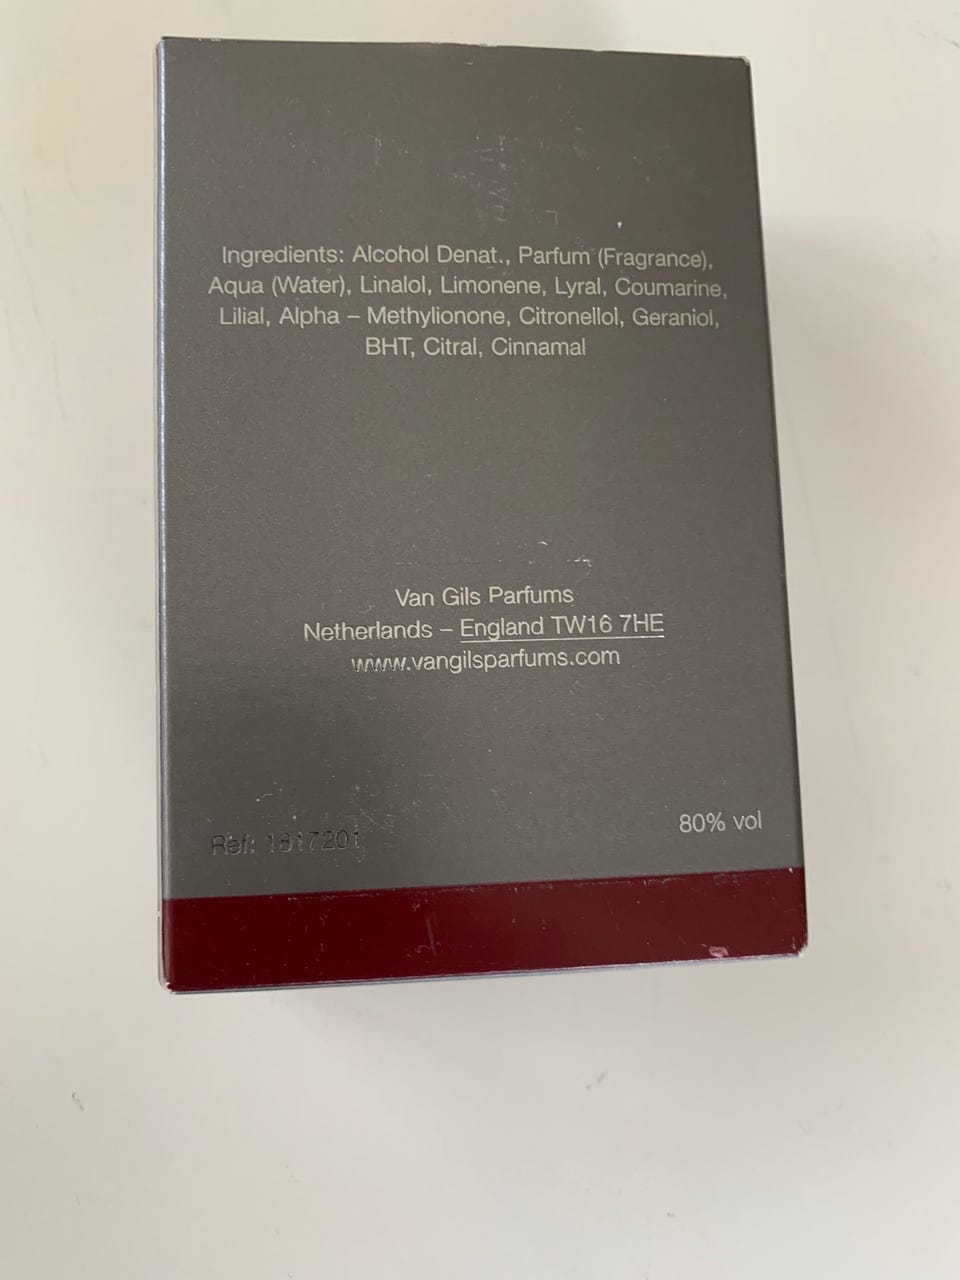 Ingredients: Alcohol Denat., Parfum (Fragrance),
Aqua (Water), Linalol, Limonene, Lyral, Coumarine,
Lilial, Alpha – Methylionone, Citronellol, Geraniol,
BHT, Citral, Cinnamal
Van Gils Parfums
Netherlands – England TW16 7HE
www.vangilsparfums.com
80% vol
Ref: 1817201